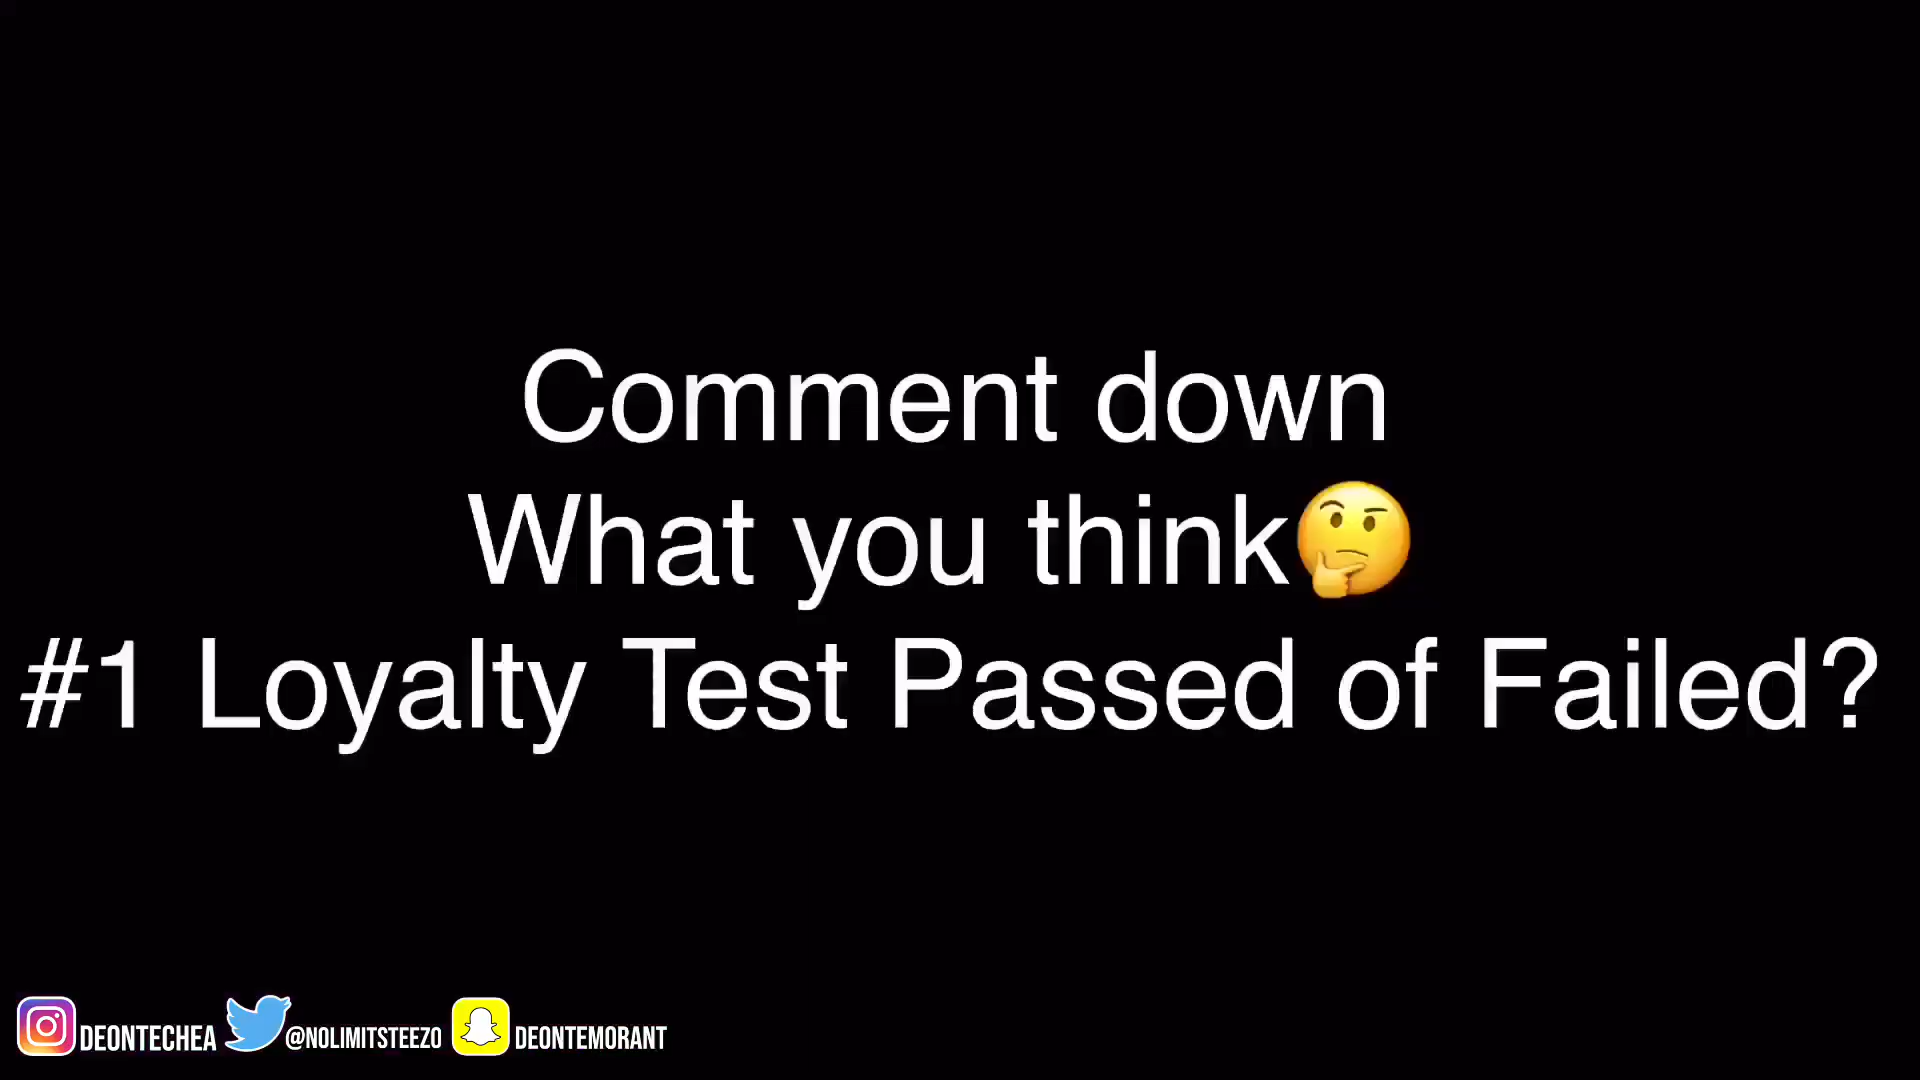 Comment down
What you think🤔
#1 Loyalty Test Passed of Failed?
DEONTECHEA @NOLIMITSTEEZO DEONTEMORANT